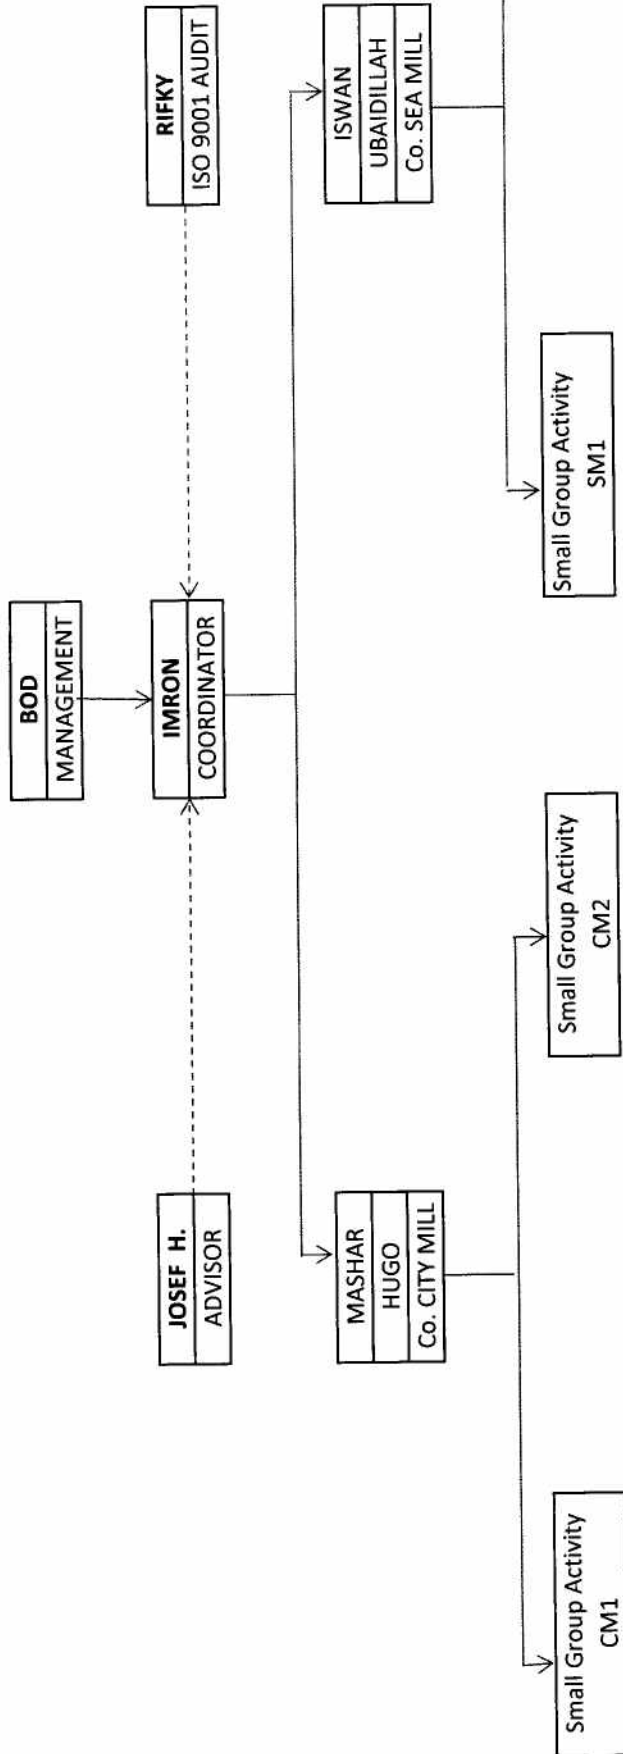 BOD
MANAGEMENT
JOSEF H.
ADVISOR
IMRON
COORDINATOR
RIFKY
ISO 9001 AUDIT
MASHAR
HUGO
Co. CITY MILL
ISWAN
UBAIDILLAH
Co. SEA MILL
Small Group Activity
CM1
Small Group Activity
CM2
Small Group Activity
SM1